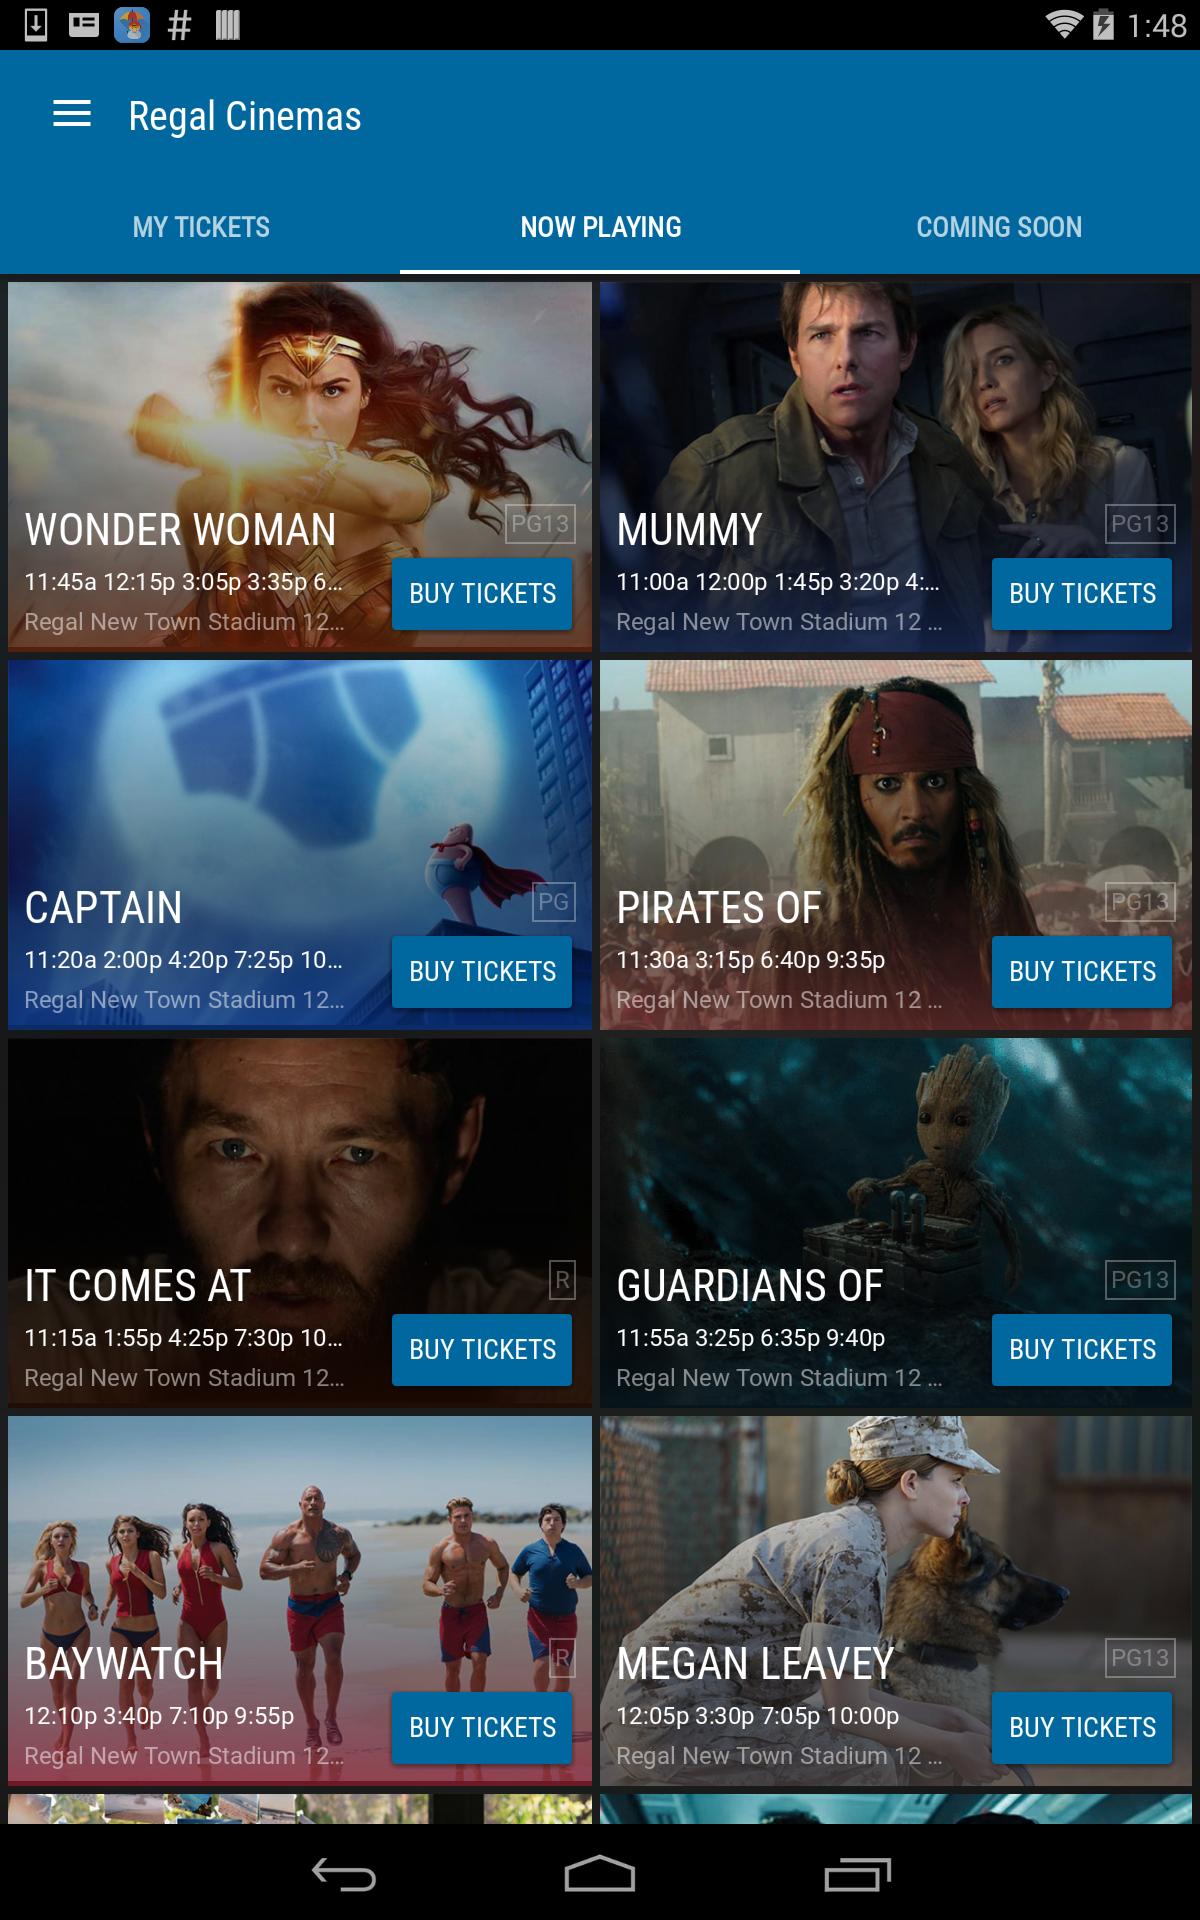 1:48
Regal Cinemas
MY TICKETS NOW PLAYING COMING SOON
WONDER WOMAN PG13
11:45a 12:15p 3:05p 3:35p 6…
Regal New Town Stadium 12…
BUY TICKETS
MUMMY PG13
11:00a 12:00p 1:45p 3:20p 4:…
Regal New Town Stadium 12 …
BUY TICKETS
CAPTAIN PG
11:20a 2:00p 4:20p 7:25p 10…
Regal New Town Stadium 12…
BUY TICKETS
PIRATES OF PG13
11:30a 3:15p 6:40p 9:35p
Regal New Town Stadium 12 …
BUY TICKETS
IT COMES AT R
11:15a 1:55p 4:25p 7:30p 10…
Regal New Town Stadium 12…
BUY TICKETS
GUARDIANS OF PG13
11:55a 3:25p 6:35p 9:40p
Regal New Town Stadium 12 …
BUY TICKETS
BAYWATCH R
12:10p 3:40p 7:10p 9:55p
Regal New Town Stadium 12…
BUY TICKETS
MEGAN LEAVEY PG13
12:05p 3:30p 7:05p 10:00p
Regal New Town Stadium 12 …
BUY TICKETS